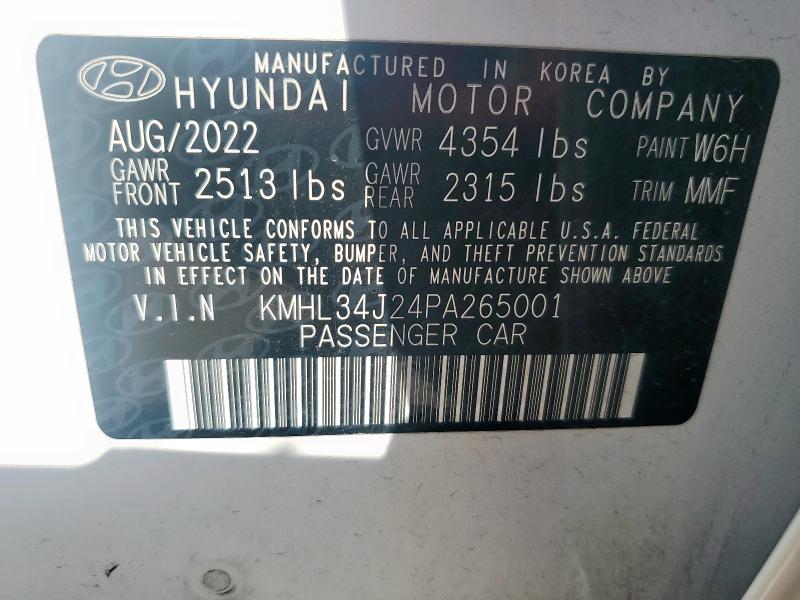 MANUFACTURED IN KOREA BY
HYUNDAI MOTOR COMPANY
AUG/2022 GVWR 4354 lbs PAINT W6H
GAWR FRONT 2513 lbs GAWR REAR 2315 lbs TRIM MMF
THIS VEHICLE CONFORMS TO ALL APPLICABLE U.S.A. FEDERAL
MOTOR VEHICLE SAFETY, BUMPER, AND THEFT PREVENTION STANDARDS
IN EFFECT ON THE DATE OF MANUFACTURE SHOWN ABOVE
V.I.N KMHL34J24PA265001
PASSENGER CAR